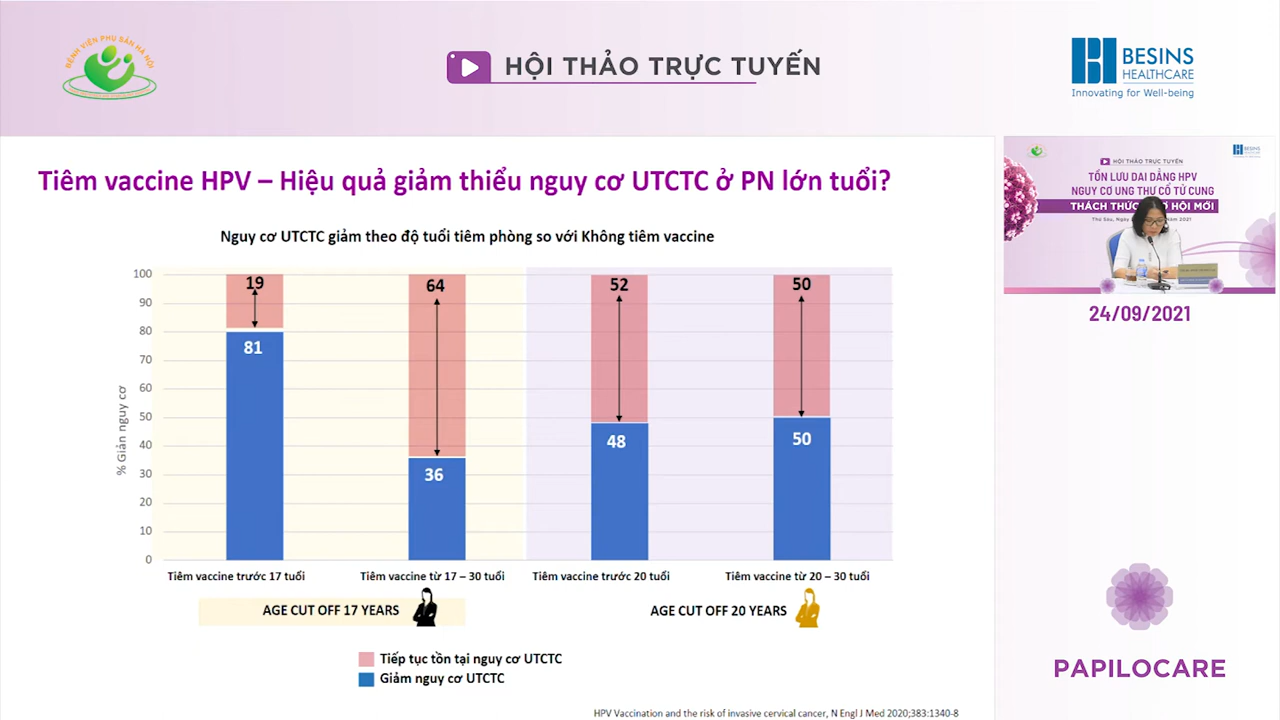 BỆNH VIỆN PHỤ SẢN HÀ NỘI
HỘI THẢO TRỰC TUYẾN
BESINS
HEALTHCARE
Innovating for Well-being
Tiêm vaccine HPV – Hiệu quả giảm thiểu nguy cơ UTCTC ở PN lớn tuổi?
Nguy cơ UTCTC giảm theo độ tuổi tiêm phòng so với Không tiêm vaccine
% Giản nguy cơ
100
90
80
70
60
50
40
30
20
10
0
19
81
64
36
52
48
50
50
Tiêm vaccine trước 17 tuổi
Tiêm vaccine từ 17 – 30 tuổi
Tiêm vaccine trước 20 tuổi
Tiêm vaccine từ 20 – 30 tuổi
AGE CUT OFF 17 YEARS
AGE CUT OFF 20 YEARS
Tiếp tục tồn tại nguy cơ UTCTC
Giảm nguy cơ UTCTC
HPV Vaccination and the risk of invasive cervical cancer, N Engl J Med 2020;383:1340-8
HỘI THẢO TRỰC TUYẾN
BESINS
TỒN LƯU DAI DẲNG HPV
NGUY CƠ UNG THƯ CỔ TỬ CUNG
THÁCH THỨC HỘI MỚI
Thứ Sáu, 2021
24/09/2021
PAPILOCARE